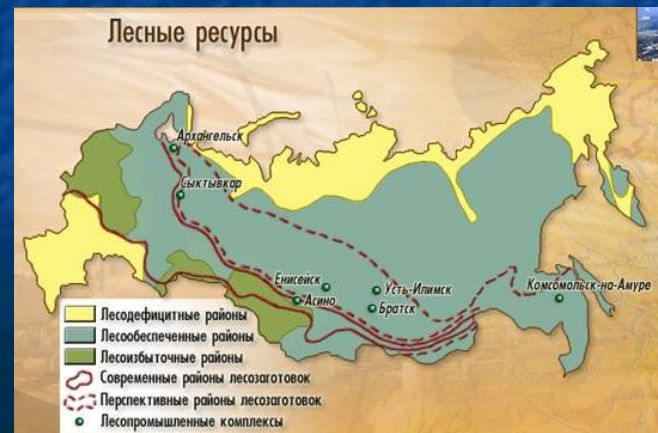 Лесные ресурсы
Архангельск
Сыктывкар
Енисейск
Усть-Илимск
Комсомольск-на-Амуре
Асино
Братск
Лесодефицитные районы
Лесообеспеченные районы
Лесоизбыточные районы
Современные районы лесозаготовок
Перспективные районы лесозаготовок
Лесопромышленные комплексы